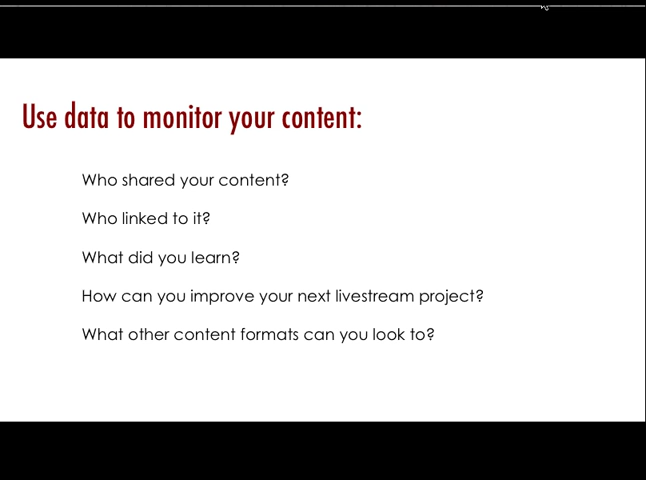 Use data to monitor your content:
Who shared your content?
Who linked to it?
What did you learn?
How can you improve your next livestream project?
What other content formats can you look to?